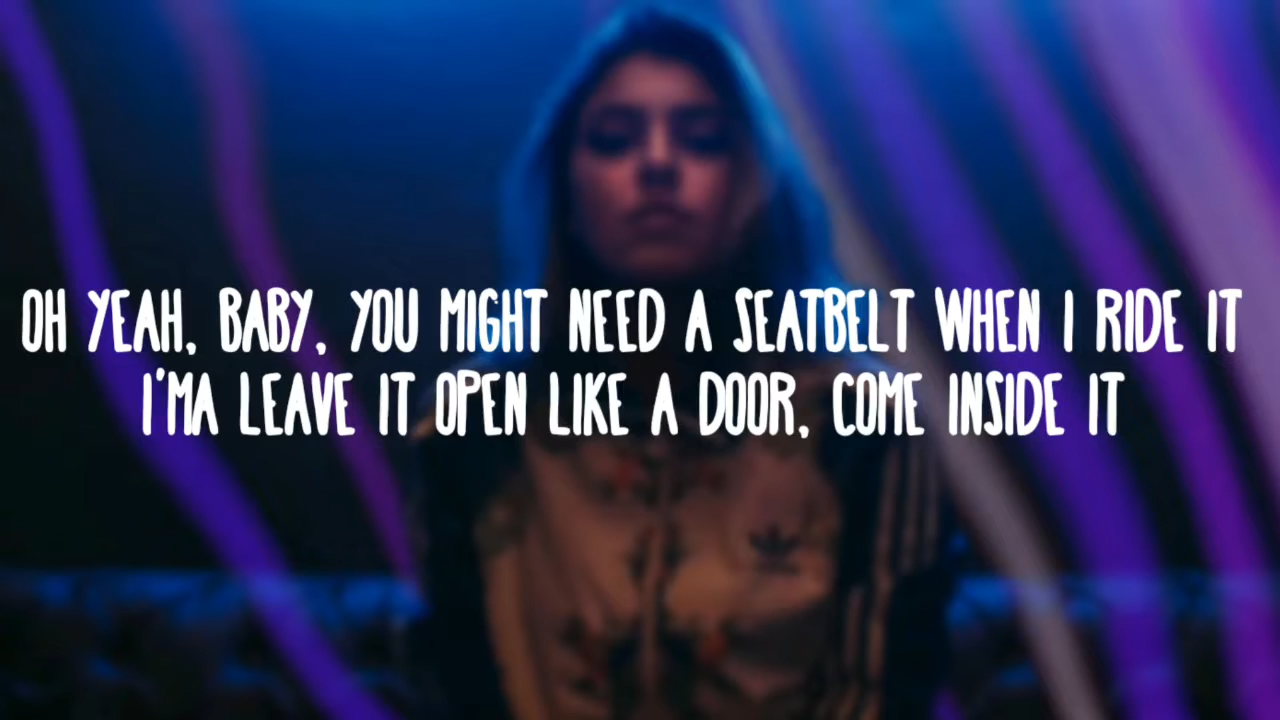 OH YEAH, BABY, YOU MIGHT NEED A SEATBELT WHEN I RIDE IT
I'MA LEAVE IT OPEN LIKE A DOOR, COME INSIDE IT